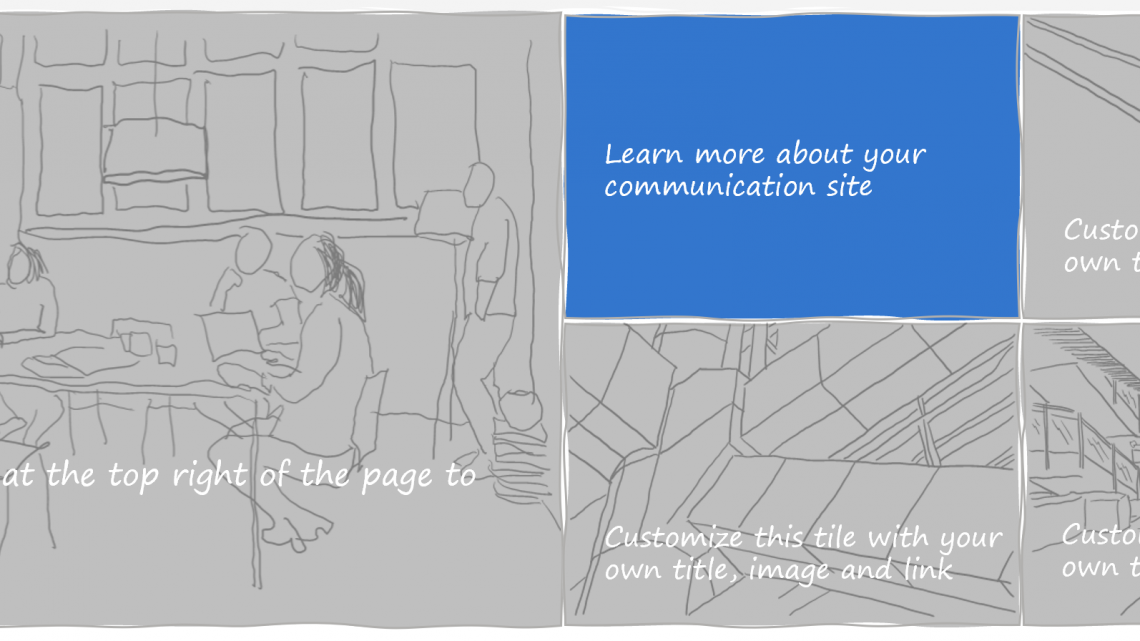 at the top right of the page to
Learn more about your
communication site
Customize this tile with your
own title, image and link
Custo
own t
Custo
own t